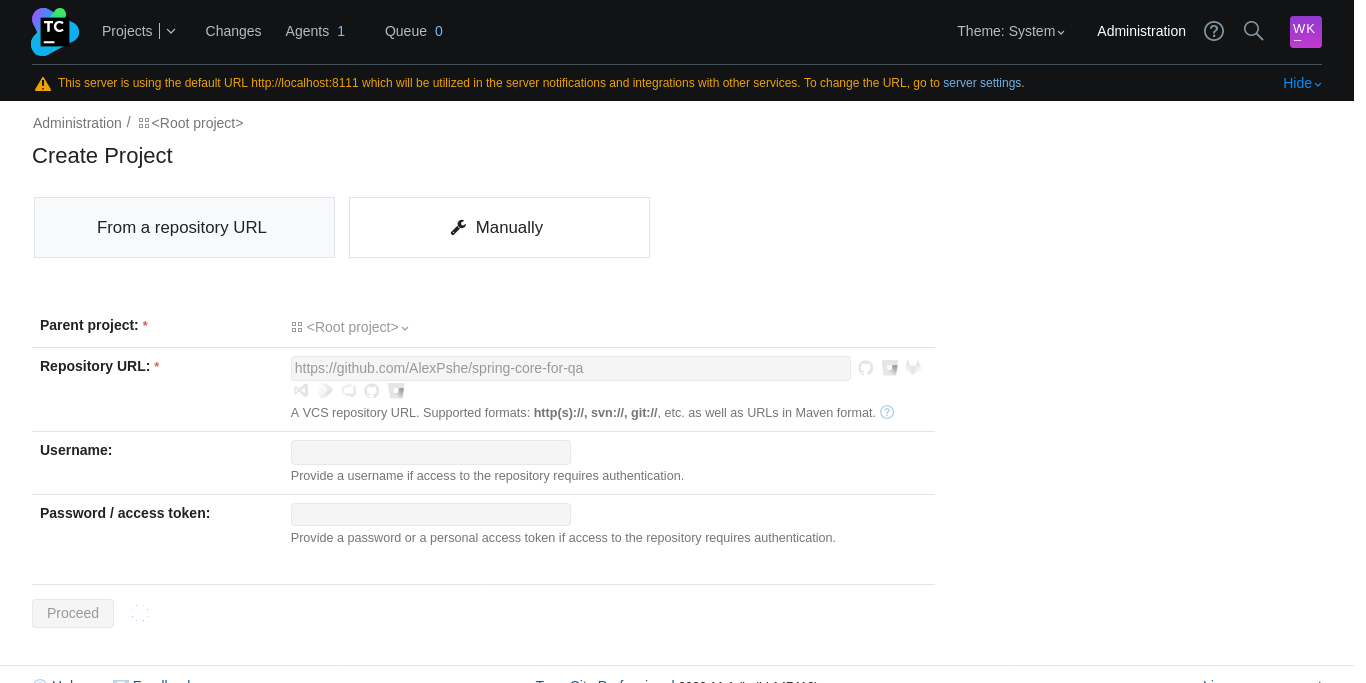 TC Projects Changes Agents 1 Queue 0 Theme: System Administration WK
This server is using the default URL http://localhost:8111 which will be utilized in the server notifications and integrations with other services. To change the URL, go to server settings. Hide
Administration / <Root project>
Create Project
From a repository URL Manually
Parent project: * <Root project>
Repository URL: * https://github.com/AlexPshe/spring-core-for-qa
A VCS repository URL. Supported formats: http(s)://, svn://, git://, etc. as well as URLs in Maven format.
Username:
Provide a username if access to the repository requires authentication.
Password / access token:
Provide a password or a personal access token if access to the repository requires authentication.
Proceed